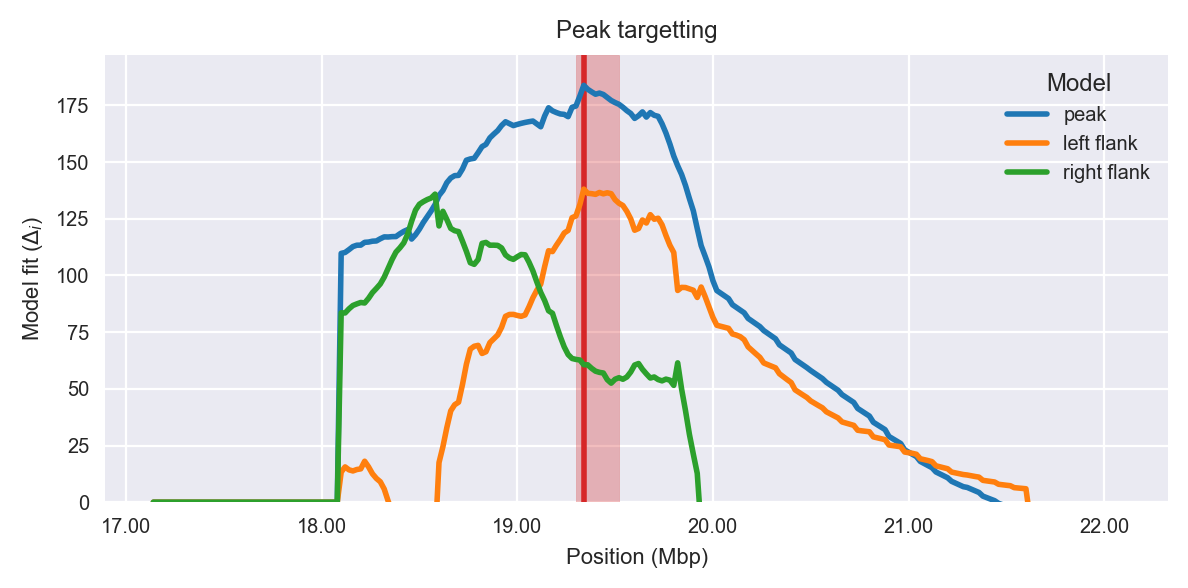 Peak targetting
Model fit (Δi)
175
150
125
100
75
50
25
0
Model
peak
left flank
right flank
17.00 18.00 19.00 20.00 21.00 22.00
Position (Mbp)